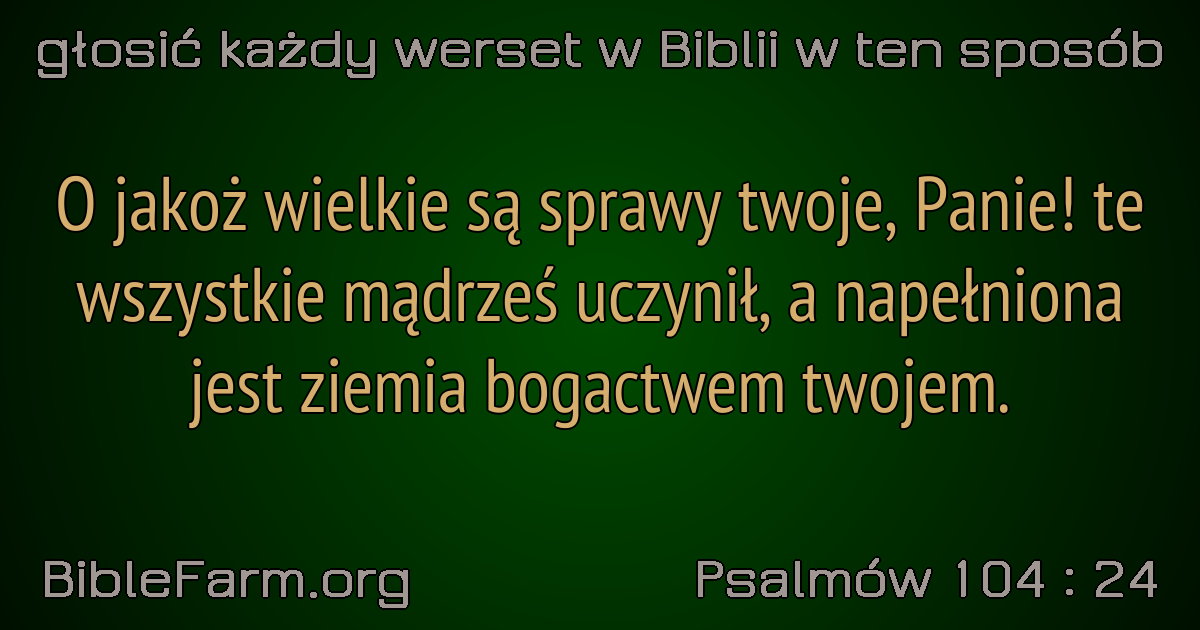 głosić każdy werset w Biblii w ten sposób
O jakoż wielkie są sprawy twoje, Panie! te
wszystkie mądrześ uczynił, a napełniona
jest ziemia bogactwem twojem.
BibleFarm.org
Psalmów 104 : 24